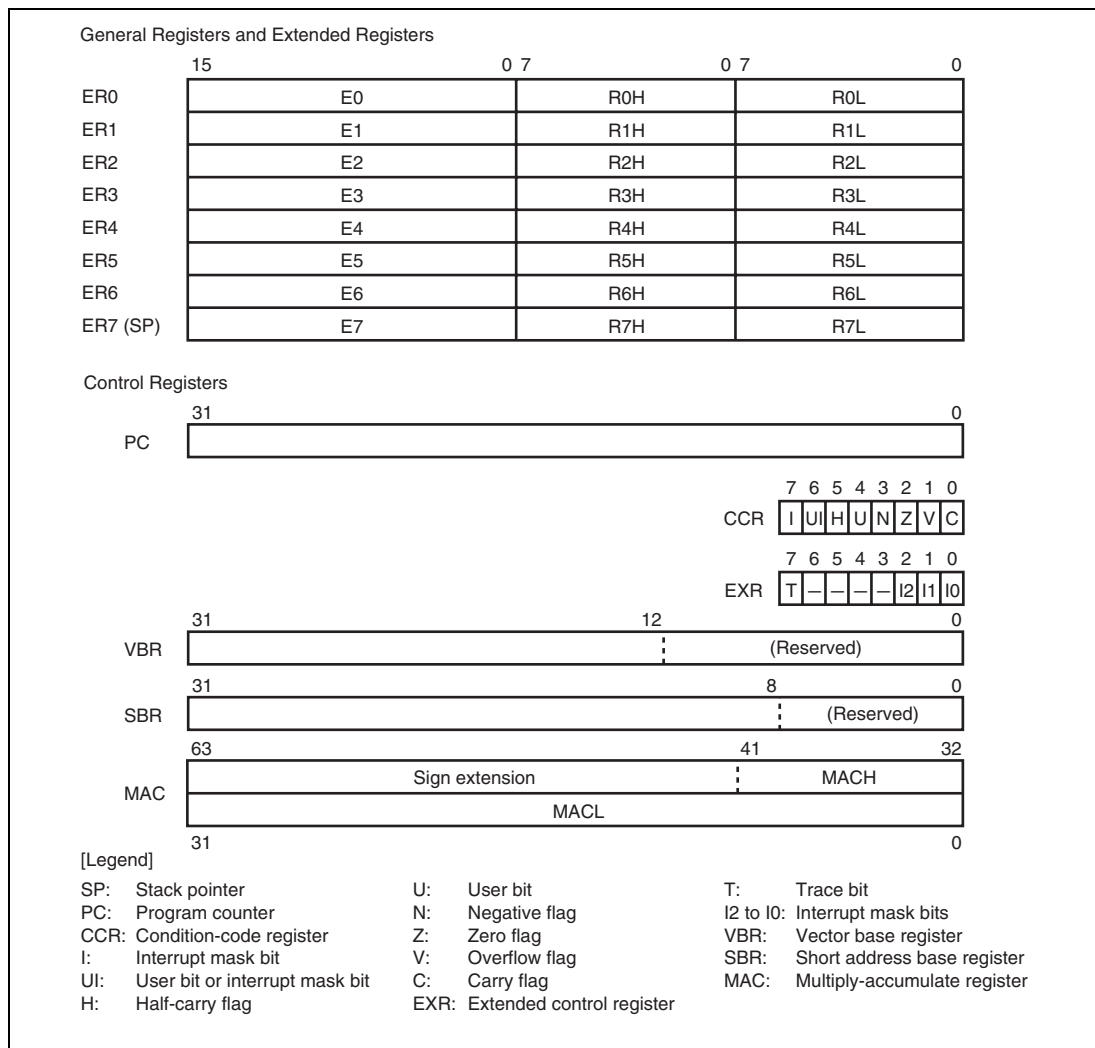 General Registers and Extended Registers
15 0 7 0 7 0
ER0 E0 R0H R0L
ER1 E1 R1H R1L
ER2 E2 R2H R2L
ER3 E3 R3H R3L
ER4 E4 R4H R4L
ER5 E5 R5H R5L
ER6 E6 R6H R6L
ER7 (SP) E7 R7H R7L
Control Registers
31 0
PC
7 6 5 4 3 2 1 0
CCR I UI H U N Z V C
7 6 5 4 3 2 1 0
EXR T — — — — I2 I1 I0
31 12 0
VBR (Reserved)
31 8 0
SBR (Reserved)
63 41 32
Sign extension MACH
MAC
MACL
31 0
[Legend]
SP: Stack pointer U: User bit T: Trace bit
PC: Program counter N: Negative flag I2 to I0: Interrupt mask bits
CCR: Condition-code register Z: Zero flag VBR: Vector base register
I: Interrupt mask bit V: Overflow flag SBR: Short address base register
UI: User bit or interrupt mask bit C: Carry flag MAC: Multiply-accumulate register
H: Half-carry flag EXR: Extended control register